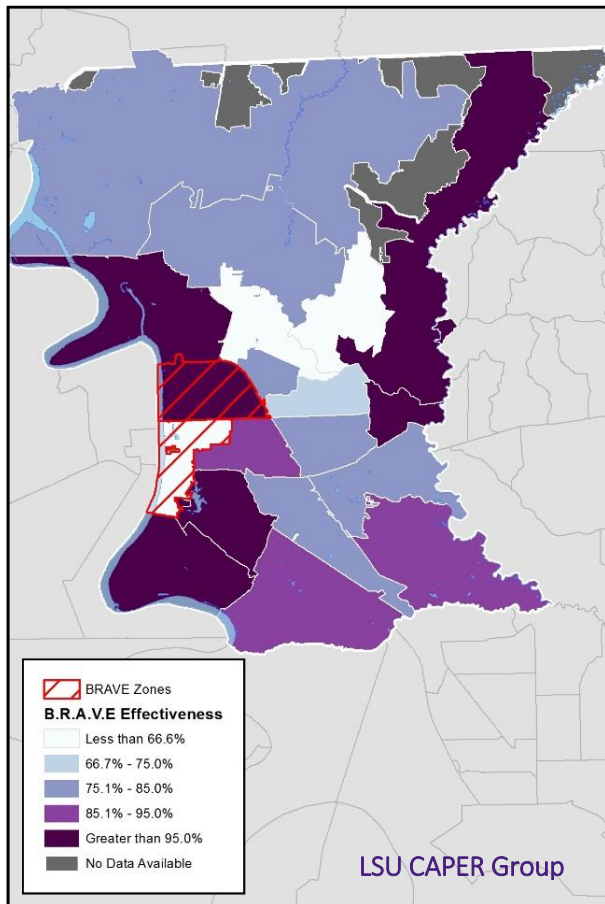 BRAVE Zones
B.R.A.V.E Effectiveness
Less than 66.6%
66.7% - 75.0%
75.1% - 85.0%
85.1% - 95.0%
Greater than 95.0%
No Data Available
LSU CAPER Group